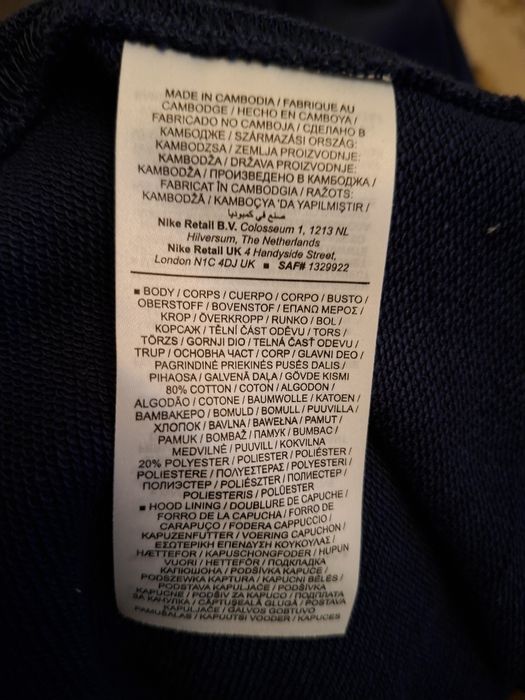 MADE IN CAMBODIA / FABRIQUE AU
CAMBODGE / HECHO EN CAMBOYA /
FABRICADO NO CAMBOJA / СДЕЛАНО В
КАМБОДЖЕ / SZÁRMAZÁSI ORSZÁG:
KAMBODZSA / ZEMLJA PROIZVODNJE:
KAMBODŽA / DRŽAVA PROIZVODNJE:
KAMBODŽA / ПРОИЗВЕДЕНО В КАМБОДЖА /
FABRICAT ÎN CAMBODGIA / RAŽOTS:
KAMBODŽĀ / KAMBOÇYA 'DA YAPILMIŞTIR /
صنع في كمبوديا
Nike Retail B.V. Colosseum 1, 1213 NL
Hilversum, The Netherlands
Nike Retail UK 4 Handyside Street,
London N1C 4DJ UK ■ SAF# 1329922
■ BODY / CORPS / CUERPO / CORPO / BUSTO /
OBERSTOFF / BOVENSTOF / ΕΠΑΝΩ ΜΕΡΟΣ /
KROP / ÖVERKROPP / RUNKO / BOL /
КОРСАЖ / TĚLNÍ ČÁST ODĚVU / TORS /
TÖRZS / GORNJI DIO / TELNÁ ČASŤ ODEVU /
TRUP / ОСНОВНА ЧАСТ / CORP / GLAVNI DEO /
PAGRINDINĖ PRIEKINĖS PUSĖS DALIS /
PIHAOSA / GALVENĀ DAĻA / GÖVDE KISMI
80% COTTON / COTON / ALGODON /
ALGODÃO / COTONE / BAUMWOLLE / KATOEN /
ΒΑΜΒΑΚΕΡΟ / BOMULD / BOMULL / PUUVILLA /
ХЛОПОК / BAVLNA / BAWEŁNA / PAMUT /
PAMUK / BOMBAŽ / ПАМУК / BUMBAC /
MEDVILNĖ / PUUVILL / KOKVILNA
20% POLYESTER / POLIESTER / POLIÉSTER /
POLIESTERE / ΠΟΛΥΕΣΤΕΡΑΣ / POLYESTERI /
ПОЛИЭСТЕР / POLIÉSZTER / ПОЛИЕСТЕР /
POLIESTERIS / POLÜESTER
■ HOOD LINING / DOUBLURE DE CAPUCHE /
FORRO DE LA CAPUCHA / FORRO DE
CARAPUÇO / FODERA CAPPUCCIO /
KAPUZENFUTTER / VOERING CAPUCHON /
ΕΣΩΤΕΡΙΚΗ ΕΠΕΝΔΥΣΗ ΚΟΥΚΟΥΛΑΣ /
HÆTTEFOR / KAPUSCHONGFODER / HUPUN
VUORI / HETTEFÔR / ПОДКЛАДКА
КАПЮШОНА / PODŠÍVKA KAPUCE /
PODSZEWKA KAPTURA / KAPUCNI BÉLÉS /
PODSTAVA KAPULJAČE / PODŠÍVKA
KAPUCNE / PODŠIV ZA KAPUCO / ПОДПЛАТА
ЗА КАЧУЛКА / CĂPTUŞEALĂ GLUGĂ / POSTAVA
KAPULJAČE / GALVOS GOBTUVO
PAMUŠALAS / KAPUUTSI VOODER / KAPUCES